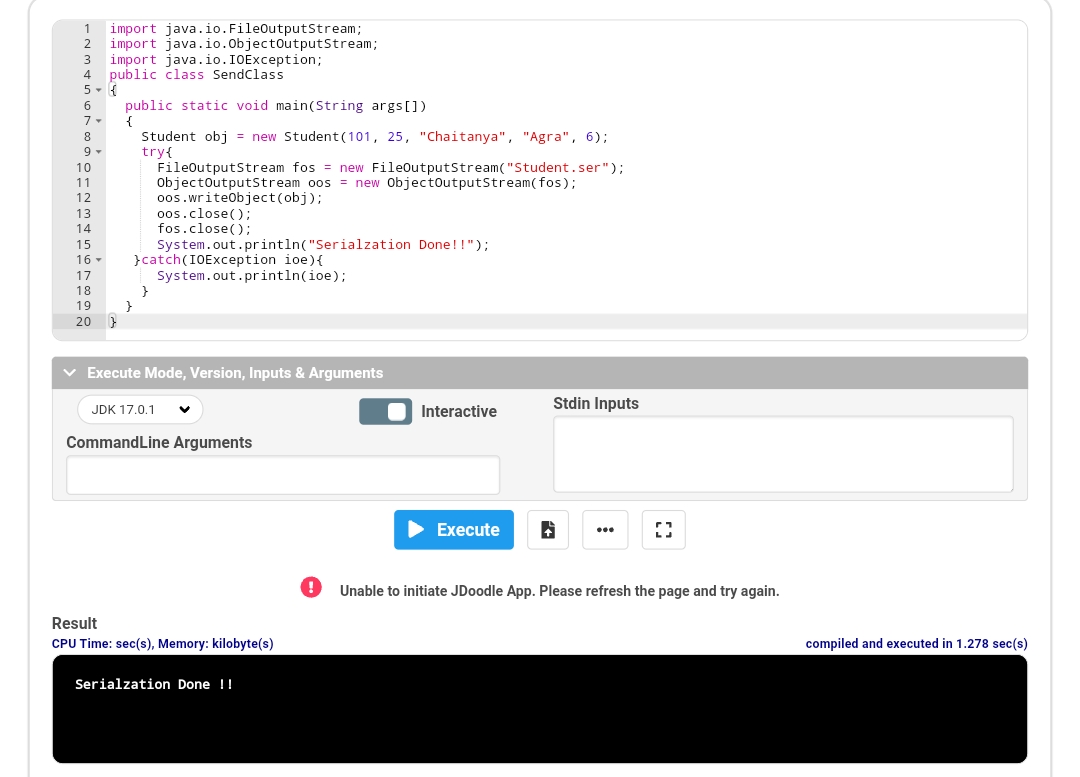 1 import java.io.FileOutputStream;
2 import java.io.ObjectOutputStream;
3 import java.io.IOException;
4 public class SendClass
5 {
6   public static void main(String args[])
7   {
8     Student obj = new Student(101, 25, "Chaitanya", "Agra", 6);
9     try{
10       FileOutputStream fos = new FileOutputStream("Student.ser");
11       ObjectOutputStream oos = new ObjectOutputStream(fos);
12       oos.writeObject(obj);
13       oos.close();
14       fos.close();
15       System.out.println("Serialzation Done!!");
16    }catch(IOException ioe){
17       System.out.println(ioe);
18     }
19   }
20 }
Execute Mode, Version, Inputs & Arguments
JDK 17.0.1
Interactive
Stdin Inputs
CommandLine Arguments
Execute
Unable to initiate JDoodle App. Please refresh the page and try again.
Result
CPU Time: sec(s), Memory: kilobyte(s) compiled and executed in 1.278 sec(s)
Serialzation Done !!